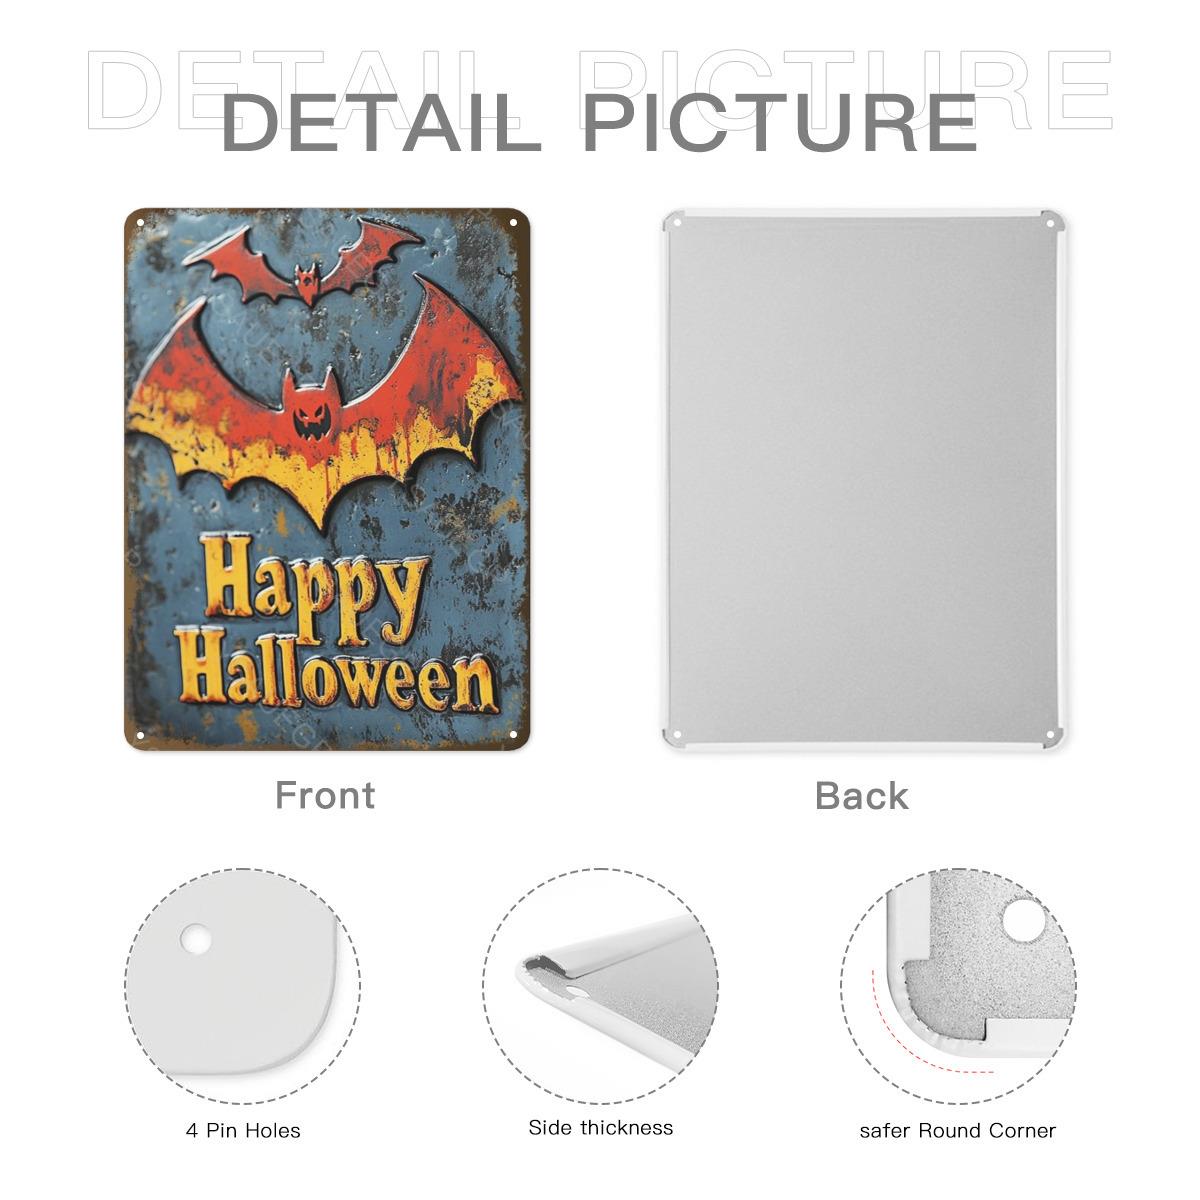 DETAIL PICTURE
DETAIL PICTURE
Happy
Halloween
Front
Back
4 Pin Holes
Side thickness
safer Round Corner